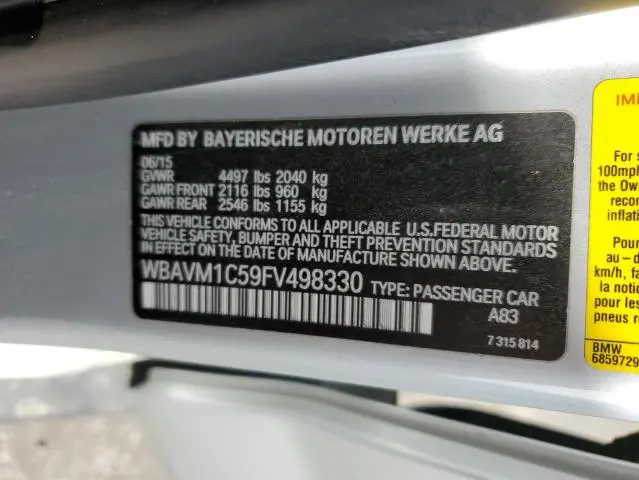 MFD BY BAYERISCHE MOTOREN WERKE AG
06/15
GVWR 4497 lbs 2040 kg
GAWR FRONT 2116 lbs 960 kg
GAWR REAR 2546 lbs 1155 kg
THIS VEHICLE CONFORMS TO ALL APPLICABLE U.S.FEDERAL MOTOR
VEHICLE SAFETY, BUMPER AND THEFT PREVENTION STANDARDS
IN EFFECT ON THE DATE OF MANUFACTURE SHOWN ABOVE.
WBAVM1C59FV498330 TYPE: PASSENGER CAR
A83
7 315 814
For
100mph
the Ow
inflati
Pou
au-d
km/h, fa
la notic
pour les
pneus r
BMW
6859729